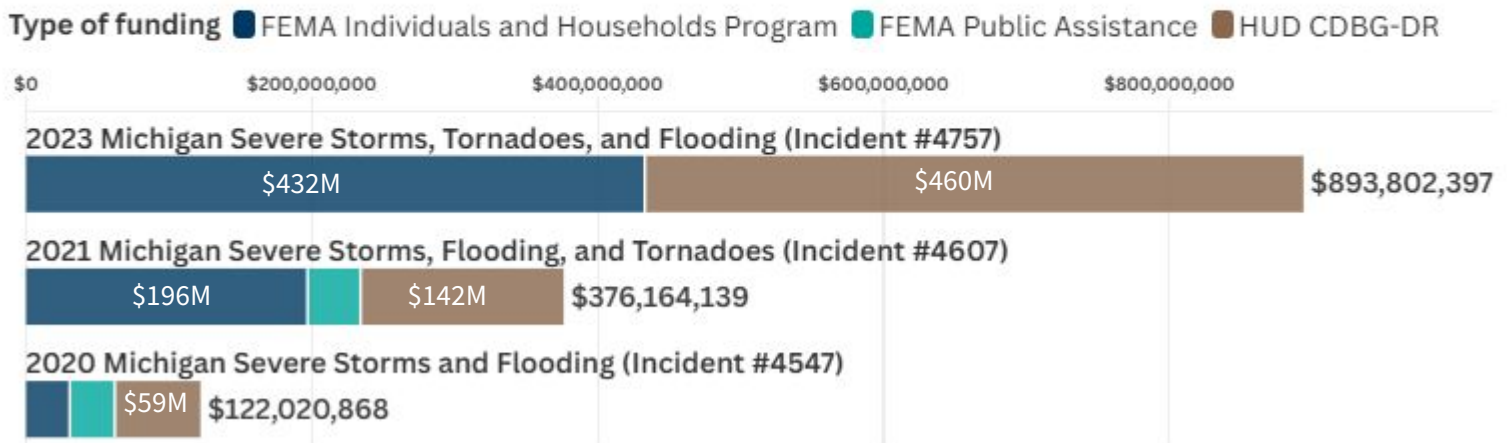 Type of funding FEMA Individuals and Households Program FEMA Public Assistance HUD CDBG-DR
$0 $200,000,000 $400,000,000 $600,000,000 $800,000,000
2023 Michigan Severe Storms, Tornadoes, and Flooding (Incident #4757)
$432M $460M $893,802,397
2021 Michigan Severe Storms, Flooding, and Tornadoes (Incident #4607)
$196M $142M $376,164,139
2020 Michigan Severe Storms and Flooding (Incident #4547)
$59M $122,020,868